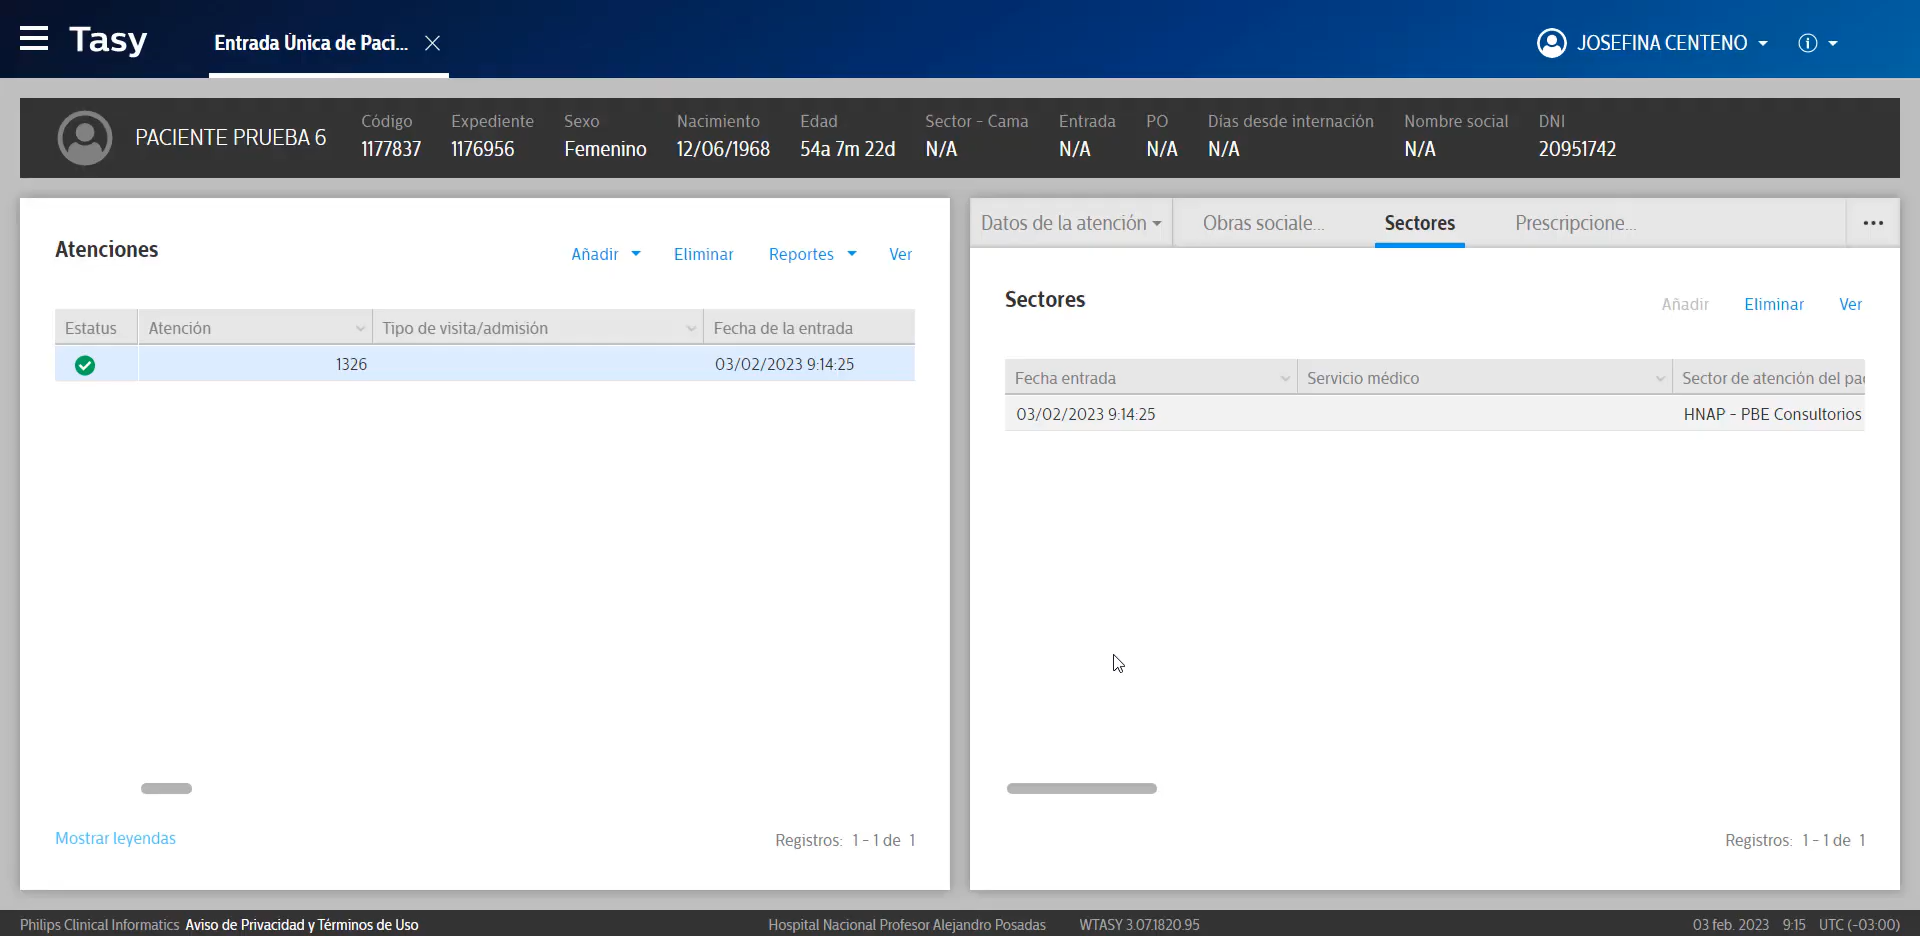 Tasy
Entrada Única de Paci...
JOSEFINA CENTENO
PACIENTE PRUEBA 6
Código
1177837
Expediente
1176956
Sexo
Femenino
Nacimiento
12/06/1968
Edad
54a 7m 22d
Sector - Cama
N/A
Entrada
N/A
PO
N/A
Días desde internación
N/A
Nombre social
N/A
DNI
20951742
Atenciones
Añadir Eliminar Reportes Ver
Estatus Atención Tipo de visita/admisión Fecha de la entrada
1326 03/02/2023 9:14:25
Mostrar leyendas
Registros: 1 - 1 de 1
Datos de la atención Obras sociale... Sectores Prescripcione... ...
Sectores
Añadir Eliminar Ver
Fecha entrada Servicio médico Sector de atención del pac
03/02/2023 9:14:25 HNAP - PBE Consultorios
Registros: 1 - 1 de 1
Philips Clinical Informatics Aviso de Privacidad y Términos de Uso Hospital Nacional Profesor Alejandro Posadas WTASY 3.07.1820.95 03 feb. 2023 9:15 UTC (-03:00)